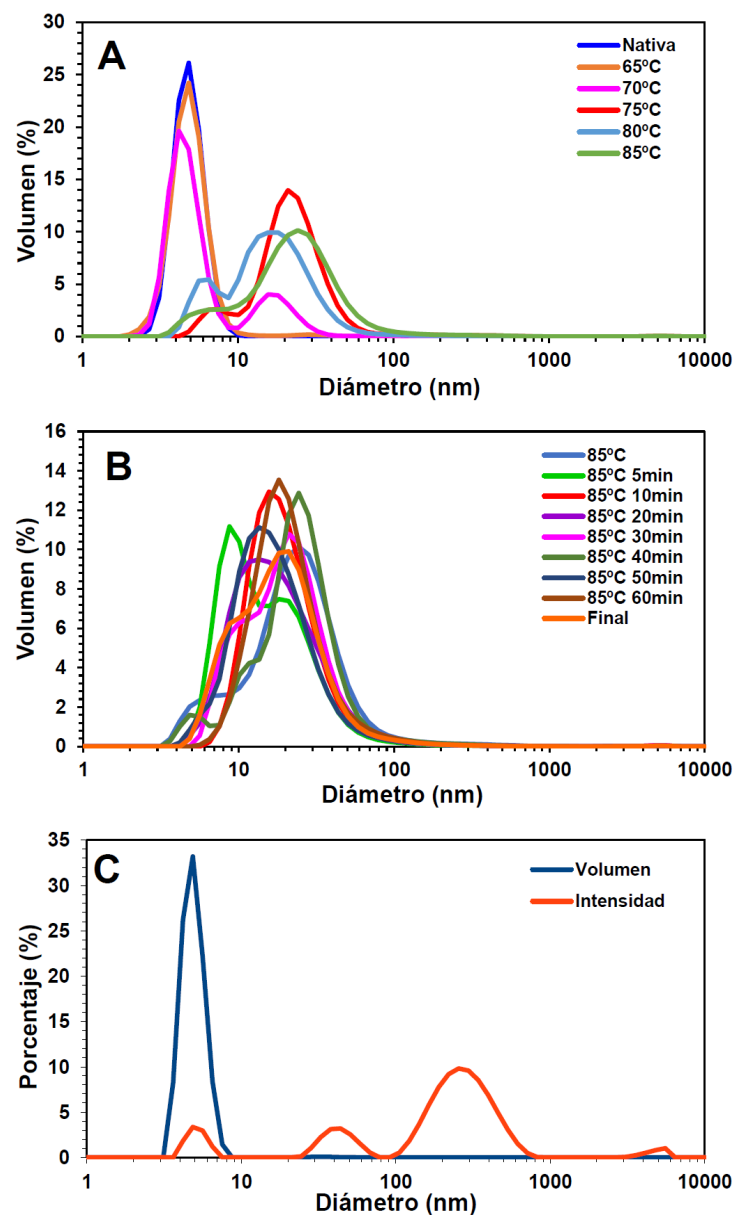 A
Nativa
65ºC
70ºC
75ºC
80ºC
85ºC
Volumen (%)
30
25
20
15
10
5
0
1 10 100 1000 10000
Diámetro (nm)
B
85ºC
85ºC 5min
85ºC 10min
85ºC 20min
85ºC 30min
85ºC 40min
85ºC 50min
85ºC 60min
Final
Volumen (%)
16
14
12
10
8
6
4
2
0
1 10 100 1000 10000
Diámetro (nm)
C
Volumen
Intensidad
Porcentaje (%)
35
30
25
20
15
10
5
0
1 10 100 1000 10000
Diámetro (nm)